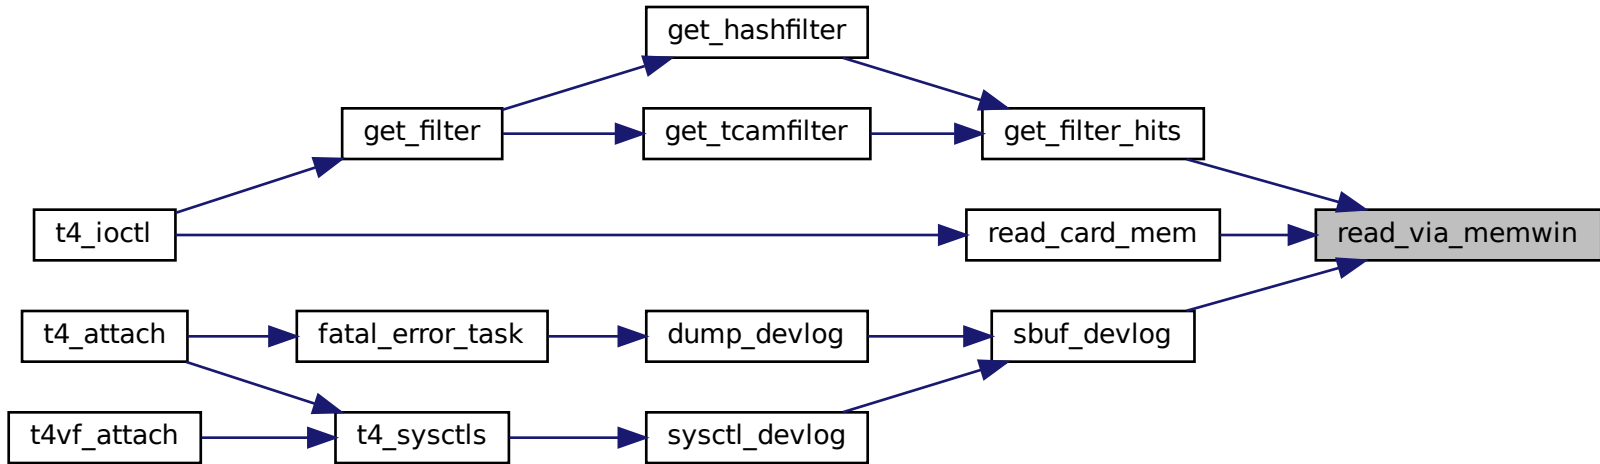 get_hashfilter
get_filter
get_tcamfilter
get_filter_hits
t4_ioctl
read_card_mem
read_via_memwin
t4_attach
fatal_error_task
dump_devlog
sbuf_devlog
t4vf_attach
t4_sysctls
sysctl_devlog